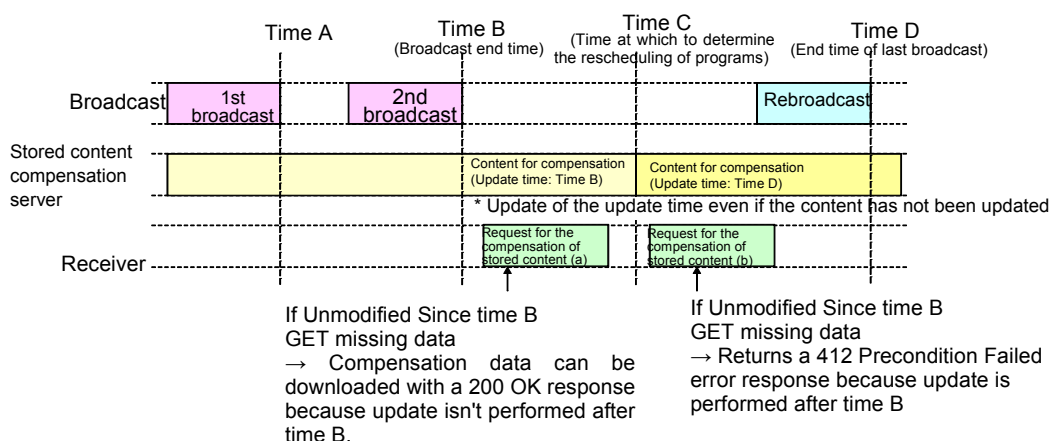 Time A
Time B
(Broadcast end time)
Time C
(Time at which to determine
the rescheduling of programs)
Time D
(End time of last broadcast)
Broadcast
1st
broadcast
2nd
broadcast
Rebroadcast
Stored content
compensation
server
Content for compensation
(Update time: Time B)
Content for compensation
(Update time: Time D)
* Update of the update time even if the content has not been updated
Receiver
Request for the
compensation of
stored content (a)
Request for the
compensation of
stored content (b)
If Unmodified Since time B
GET missing data
→ Compensation data can be
downloaded with a 200 OK response
because update isn't performed after
time B.
If Unmodified Since time B
GET missing data
→ Returns a 412 Precondition Failed
error response because update is
performed after time B